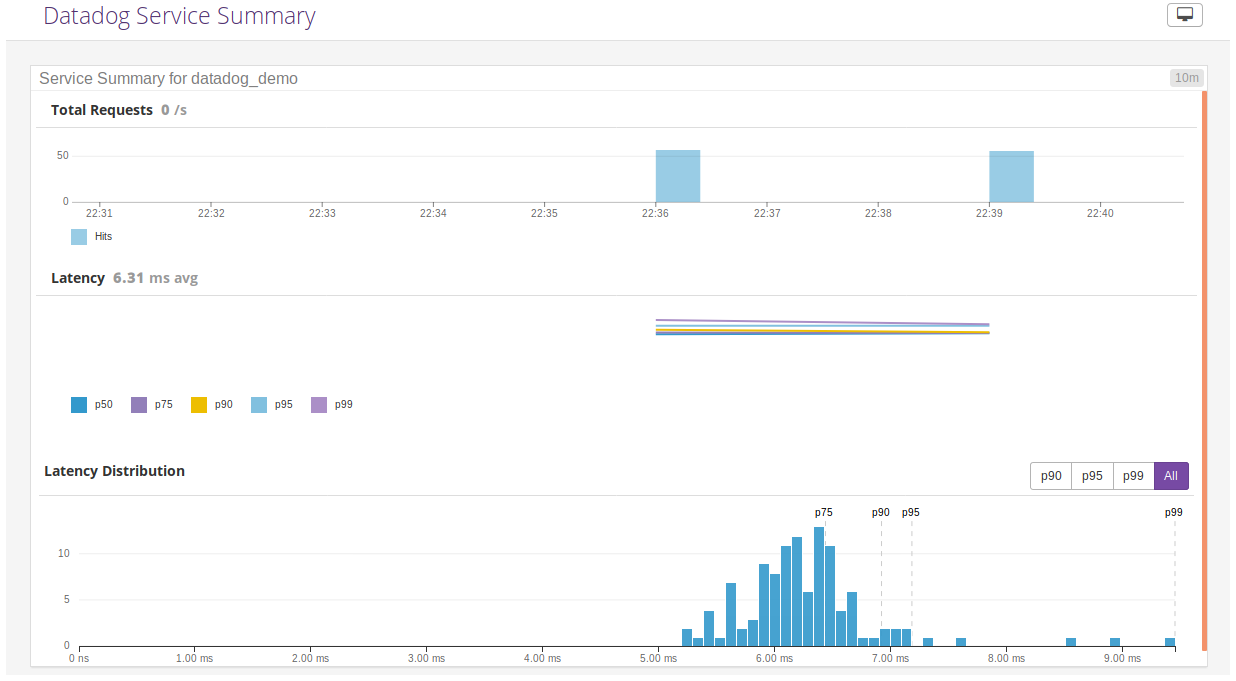 Datadog Service Summary
Service Summary for datadog_demo 10m
Total Requests 0 /s
50
0
22:31 22:32 22:33 22:34 22:35 22:36 22:37 22:38 22:39 22:40
Hits
Latency 6.31 ms avg
p50 p75 p90 p95 p99
Latency Distribution p90 p95 p99 All
p75 p90 p95 p99
10
5
0
0 ns 1.00 ms 2.00 ms 3.00 ms 4.00 ms 5.00 ms 6.00 ms 7.00 ms 8.00 ms 9.00 ms